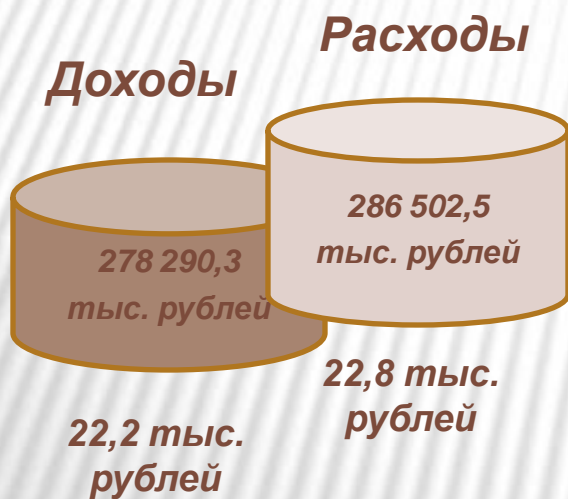 Доходы
278 290,3
тыс. рублей
22,2 тыс.
рублей
Расходы
286 502,5
тыс. рублей
22,8 тыс.
рублей